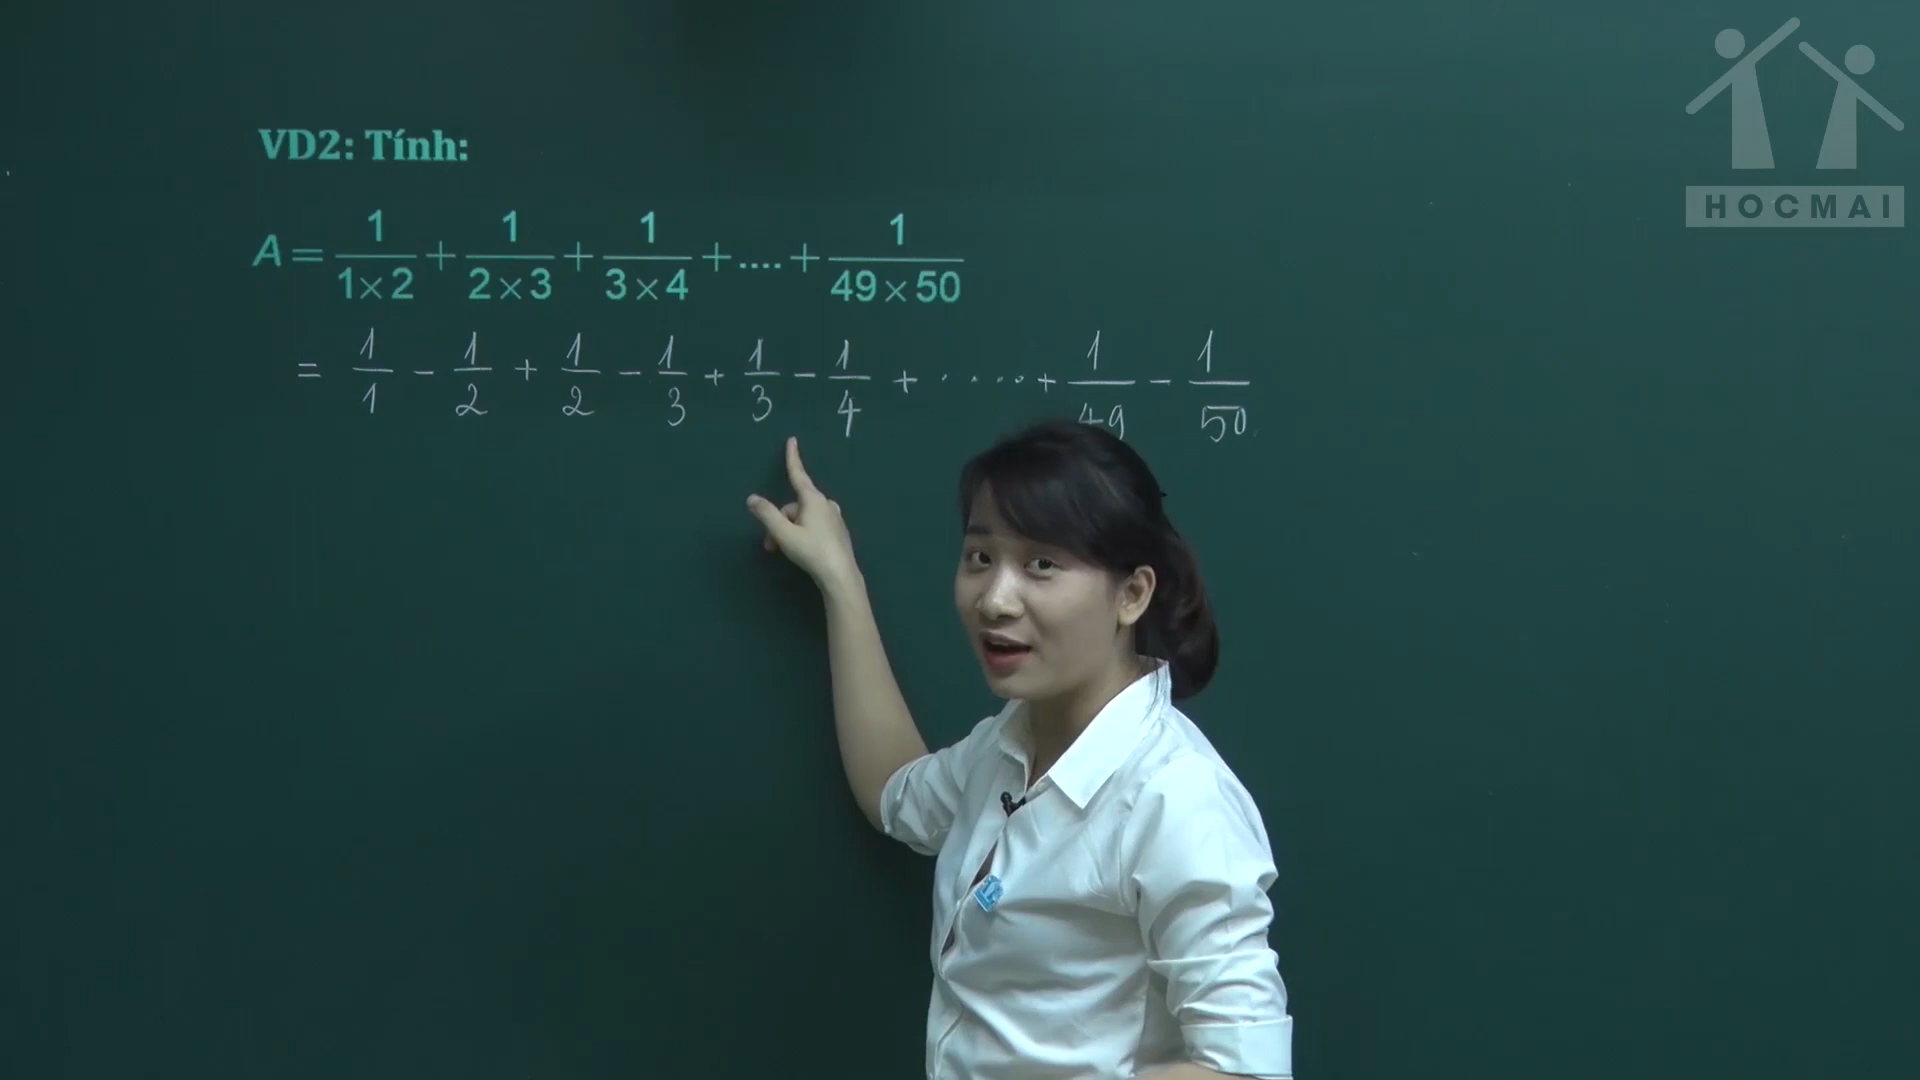 HOCMAI
VD2: Tính:
A = 1/(1×2) + 1/(2×3) + 1/(3×4) + .... + 1/(49×50)
= 1/1 - 1/2 + 1/2 - 1/3 + 1/3 - 1/4 + ..... + 1/49 - 1/50